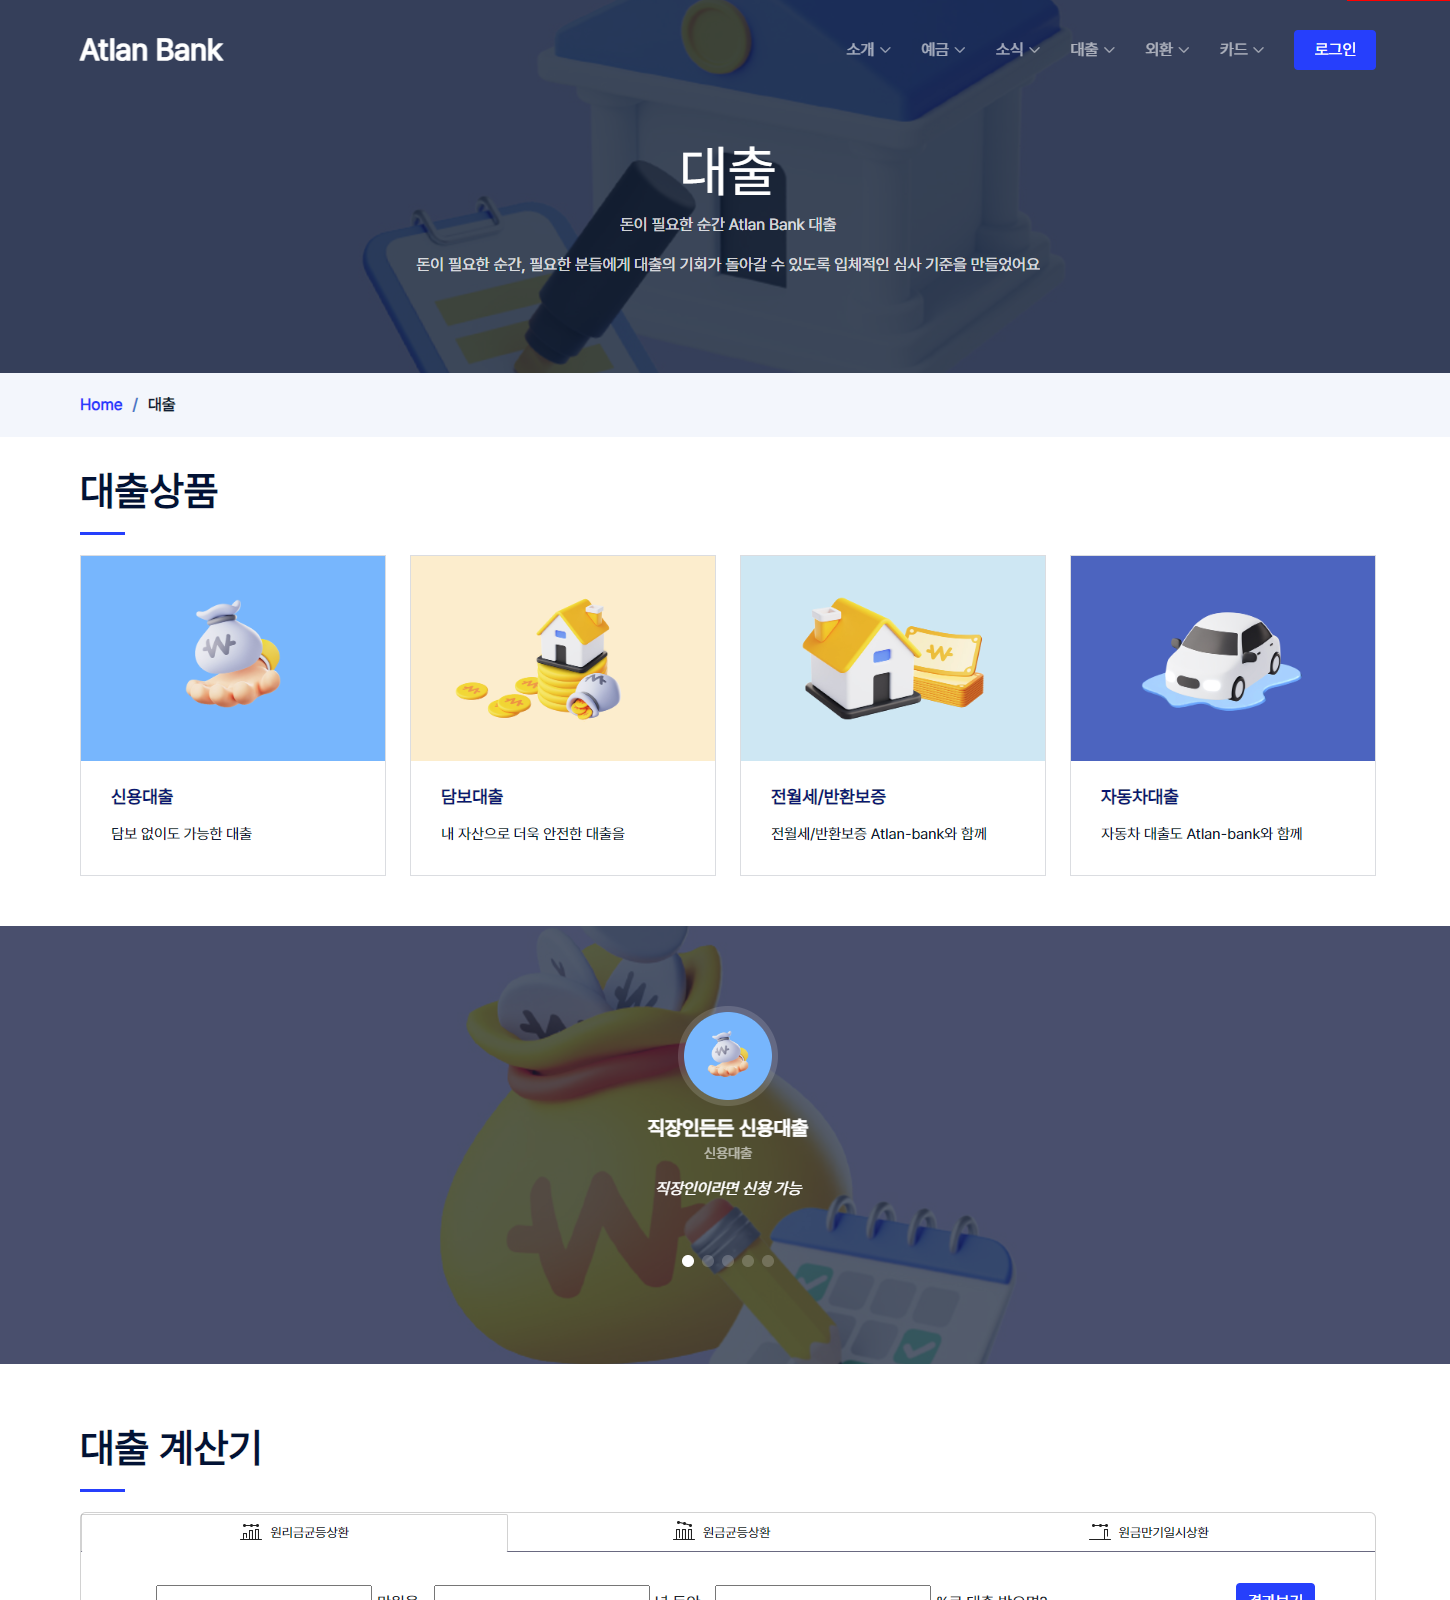 Atlan Bank
소개 예금 소식 대출 외환 카드 로그인
대출
돈이 필요한 순간 Atlan Bank 대출
돈이 필요한 순간, 필요한 분들에게 대출의 기회가 돌아갈 수 있도록 입체적인 심사 기준을 만들었어요
Home / 대출
대출상품
신용대출
담보 없이도 가능한 대출
담보대출
내 자산으로 더욱 안전한 대출을
전월세/반환보증
전월세/반환보증 Atlan-bank와 함께
자동차대출
자동차 대출도 Atlan-bank와 함께
직장인든든 신용대출
신용대출
직장인이라면 신청 가능
대출 계산기
원리금균등상환 원금균등상환 원금만기일시상환
만원을 년 동안 %로 대출 받으면? 결과보기